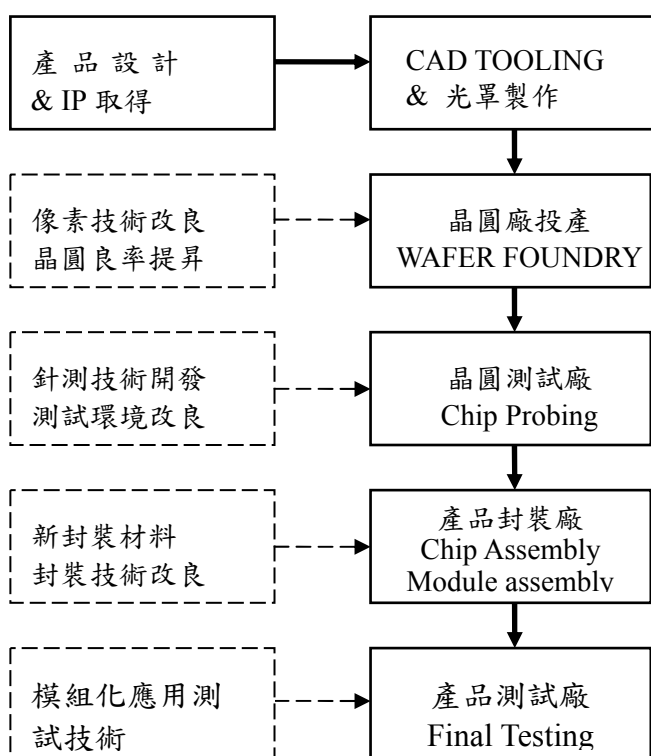 產品設計
& IP 取得
CAD TOOLING
& 光罩製作
像素技術改良
晶圓良率提昇
晶圓廠投產
WAFER FOUNDRY
針測技術開發
測試環境改良
晶圓測試廠
Chip Probing
新封裝材料
封裝技術改良
產品封裝廠
Chip Assembly
Module assembly
模組化應用測
試技術
產品測試廠
Final Testing